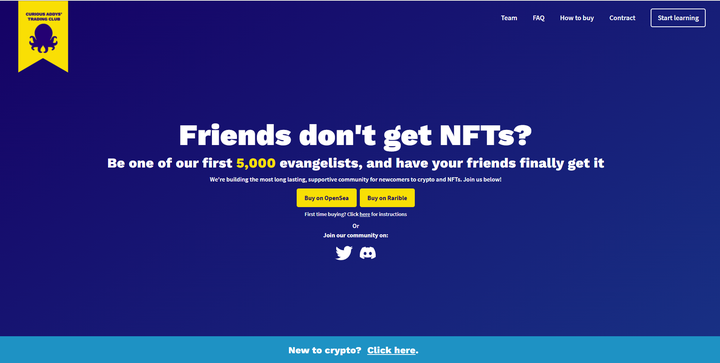 CURIOUS ADDYS'
TRADING CLUB
Team FAQ How to buy Contract Start learning
Friends don't get NFTs?
Be one of our first 5,000 evangelists, and have your friends finally get it
We're building the most long lasting, supportive community for newcomers to crypto and NFTs. Join us below!
Buy on OpenSea Buy on Rarible
First time buying? Click here for instructions
Or
Join our community on:
New to crypto? Click here.